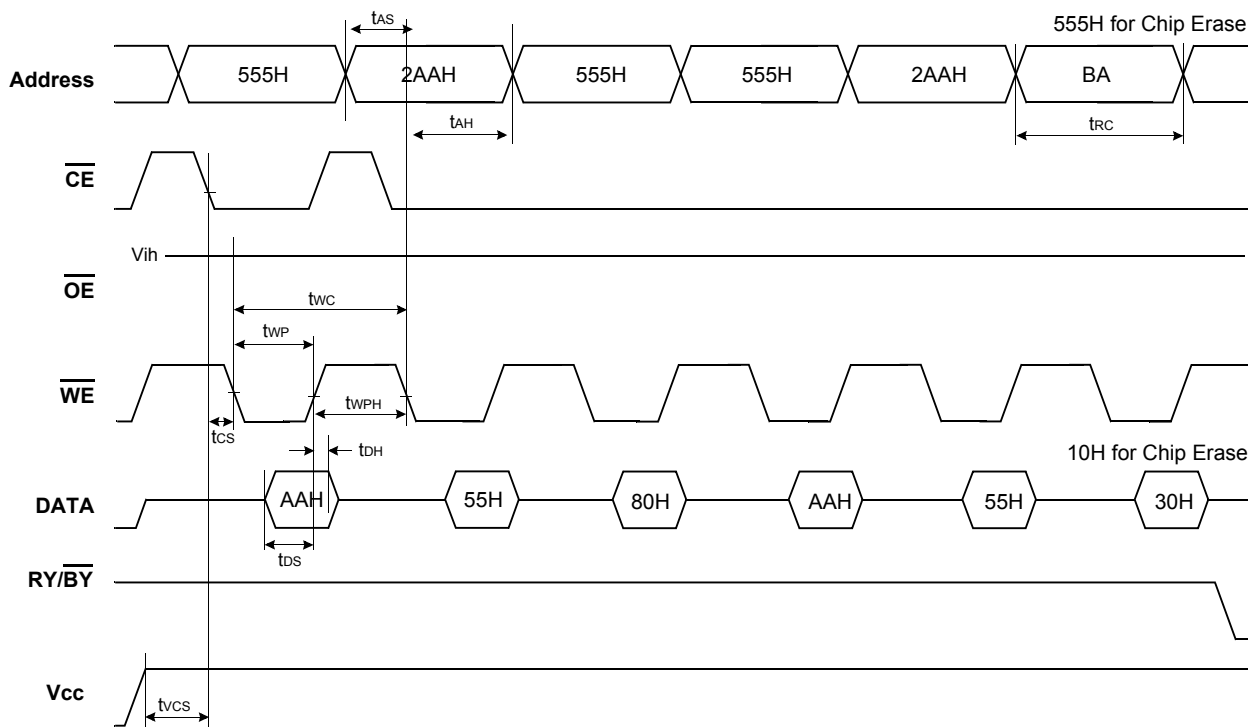 tAS
555H for Chip Erase
Address 555H 2AAH 555H 555H 2AAH BA
tAH tRC
CE
Vih
OE
tWC
tWP
WE
tWPH
tCS
tDH
10H for Chip Erase
DATA AAH 55H 80H AAH 55H 30H
tDS
RY/BY
Vcc
tVCS